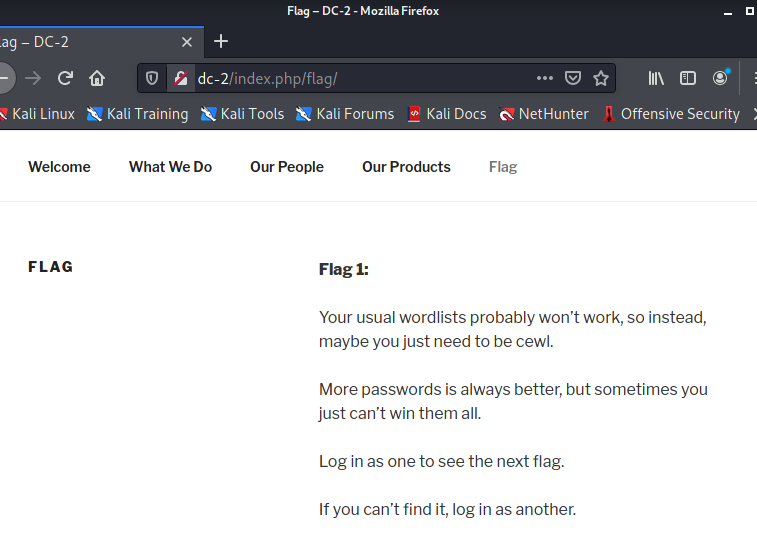 Flag – DC-2 - Mozilla Firefox
lag – DC-2
dc-2/index.php/flag/
Kali Linux Kali Training Kali Tools Kali Forums Kali Docs NetHunter Offensive Security
Welcome What We Do Our People Our Products Flag
FLAG
Flag 1:
Your usual wordlists probably won’t work, so instead,
maybe you just need to be cewl.
More passwords is always better, but sometimes you
just can’t win them all.
Log in as one to see the next flag.
If you can’t find it, log in as another.